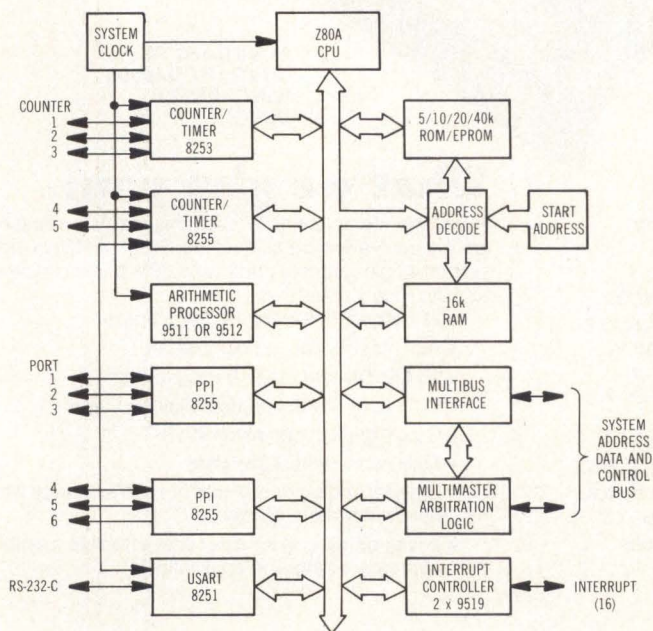 SYSTEM
CLOCK
Z80A
CPU
COUNTER
1
2
3
COUNTER/
TIMER
8253
5/10/20/40k
ROM/EPROM
4
5
COUNTER/
TIMER
8255
ADDRESS
DECODE
START
ADDRESS
ARITHMETIC
PROCESSOR
9511 OR 9512
16k
RAM
PORT
1
2
3
PPI
8255
MULTIBUS
INTERFACE
SYSTEM
ADDRESS
DATA AND
CONTROL
BUS
4
5
6
PPI
8255
MULTIMASTER
ARBITRATION
LOGIC
RS-232-C
USART
8251
INTERRUPT
CONTROLLER
2 x 9519
INTERRUPT
(16)